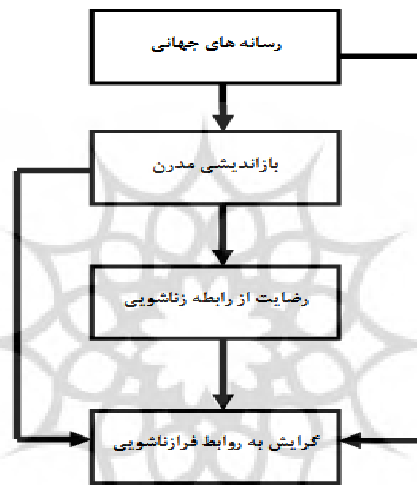 رسانه های جهانی
بازاندیشی مدرن
رضایت از رابطه زناشویی
گرایش به روابط فرازناشویی